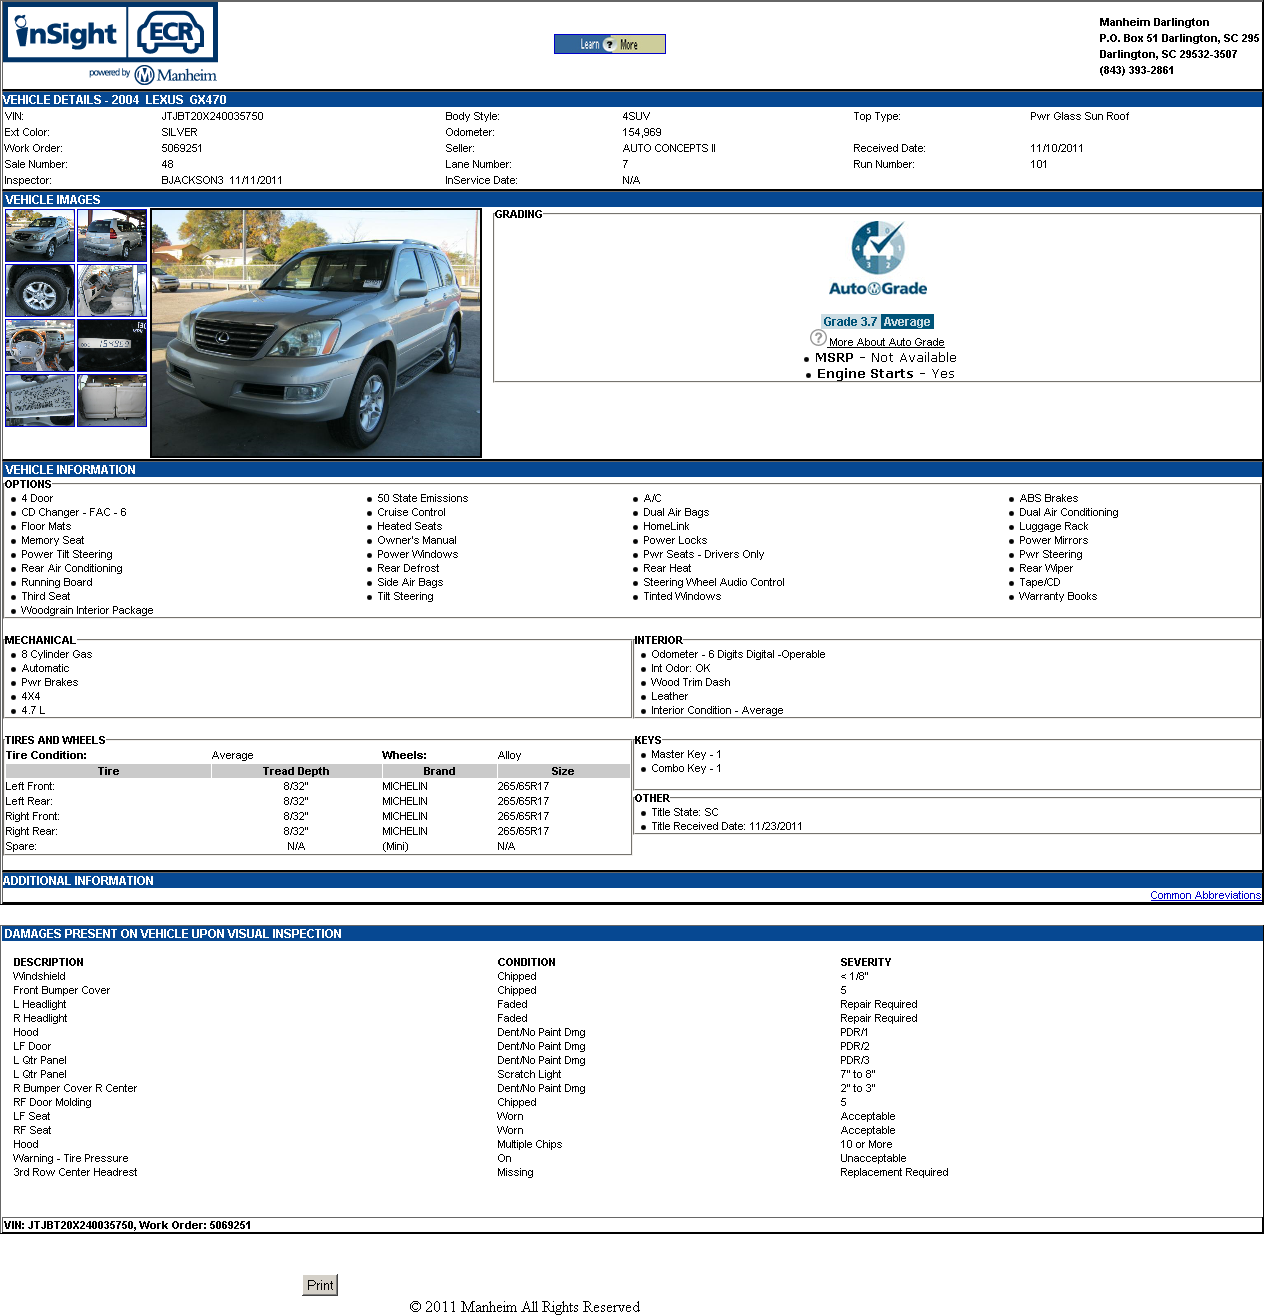 inSight ECR
powered by Manheim
Learn ? More
Manheim Darlington
P.O. Box 51 Darlington, SC 295
Darlington, SC 29532-3507
(843) 393-2861
VEHICLE DETAILS - 2004 LEXUS GX470
VIN: JTJBT20X240035750 Body Style: 4SUV Top Type: Pwr Glass Sun Roof
Ext Color: SILVER Odometer: 154,969
Work Order: 5069251 Seller: AUTO CONCEPTS II Received Date: 11/10/2011
Sale Number: 48 Lane Number: 7 Run Number: 101
Inspector: BJACKSON3 11/11/2011 InService Date: N/A
VEHICLE IMAGES
GRADING
5 0
4 1
3 2
AutoGrade
Grade 3.7 Average
? More About Auto Grade
• MSRP - Not Available
• Engine Starts - Yes
154969
VEHICLE INFORMATION
OPTIONS
• 4 Door • 50 State Emissions • A/C • ABS Brakes
• CD Changer - FAC - 6 • Cruise Control • Dual Air Bags • Dual Air Conditioning
• Floor Mats • Heated Seats • HomeLink • Luggage Rack
• Memory Seat • Owner's Manual • Power Locks • Power Mirrors
• Power Tilt Steering • Power Windows • Pwr Seats - Drivers Only • Pwr Steering
• Rear Air Conditioning • Rear Defrost • Rear Heat • Rear Wiper
• Running Board • Side Air Bags • Steering Wheel Audio Control • Tape/CD
• Third Seat • Tilt Steering • Tinted Windows • Warranty Books
• Woodgrain Interior Package
MECHANICAL
• 8 Cylinder Gas
• Automatic
• Pwr Brakes
• 4X4
• 4.7 L
INTERIOR
• Odometer - 6 Digits Digital -Operable
• Int Odor: OK
• Wood Trim Dash
• Leather
• Interior Condition - Average
TIRES AND WHEELS
Tire Condition: Average Wheels: Alloy
Tire Tread Depth Brand Size
Left Front: 8/32" MICHELIN 265/65R17
Left Rear: 8/32" MICHELIN 265/65R17
Right Front: 8/32" MICHELIN 265/65R17
Right Rear: 8/32" MICHELIN 265/65R17
Spare: N/A (Mini) N/A
KEYS
• Master Key - 1
• Combo Key - 1
OTHER
• Title State: SC
• Title Received Date: 11/23/2011
ADDITIONAL INFORMATION
Common Abbreviations
DAMAGES PRESENT ON VEHICLE UPON VISUAL INSPECTION
DESCRIPTION CONDITION SEVERITY
Windshield Chipped < 1/8"
Front Bumper Cover Chipped 5
L Headlight Faded Repair Required
R Headlight Faded Repair Required
Hood Dent/No Paint Dmg PDR/1
LF Door Dent/No Paint Dmg PDR/2
L Qtr Panel Dent/No Paint Dmg PDR/3
L Qtr Panel Scratch Light 7" to 8"
R Bumper Cover R Center Dent/No Paint Dmg 2" to 3"
RF Door Molding Chipped 5
LF Seat Worn Acceptable
RF Seat Worn Acceptable
Hood Multiple Chips 10 or More
Warning - Tire Pressure On Unacceptable
3rd Row Center Headrest Missing Replacement Required
VIN: JTJBT20X240035750, Work Order: 5069251
Print
© 2011 Manheim All Rights Reserved